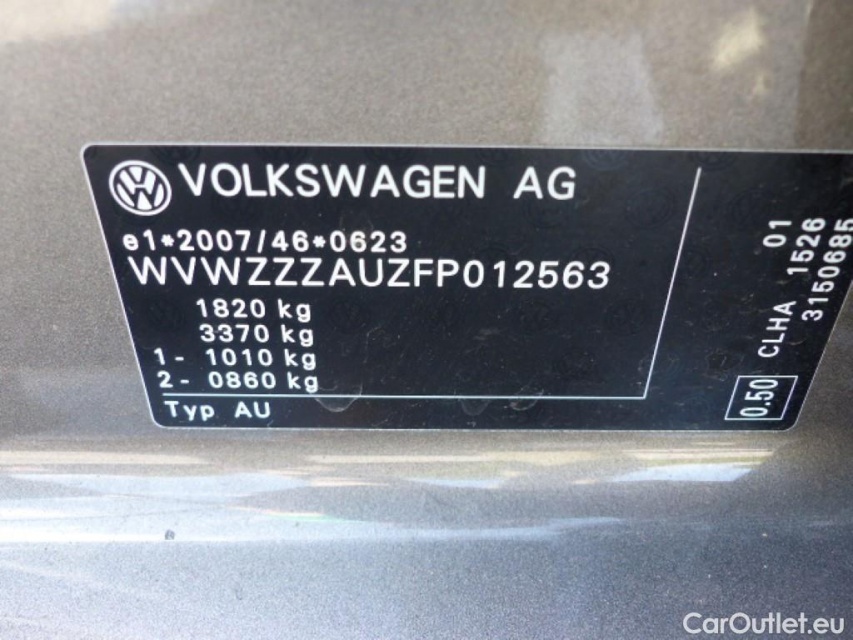 VOLKSWAGEN AG
e1*2007/46*0623
WVWZZZAUZFP012563
1820 kg
3370 kg
1- 1010 kg
2- 0860 kg
Typ AU
01
CLHA 1526
3150685
0.50
CarOutlet.eu